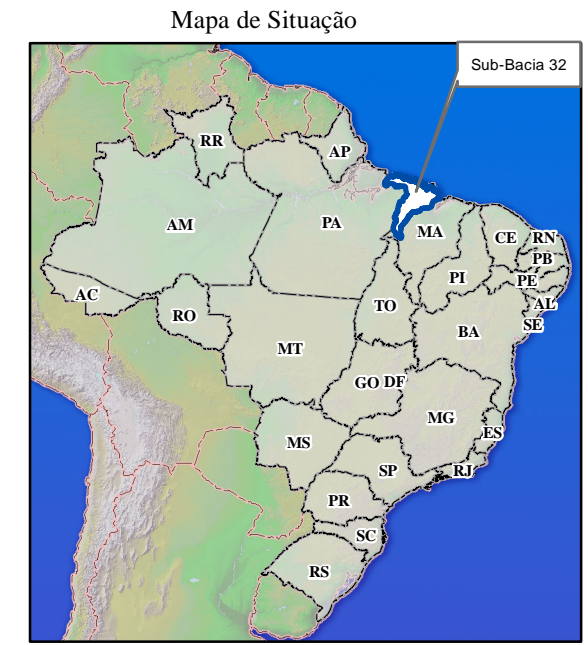 Mapa de Situação
Sub-Bacia 32
RR
AP
AM
PA
MA
CE
RN
PB
PI
PE
AC
TO
AL
RO
SE
BA
MT
GO DF
MG
MS
ES
SP
RJ
PR
SC
RS